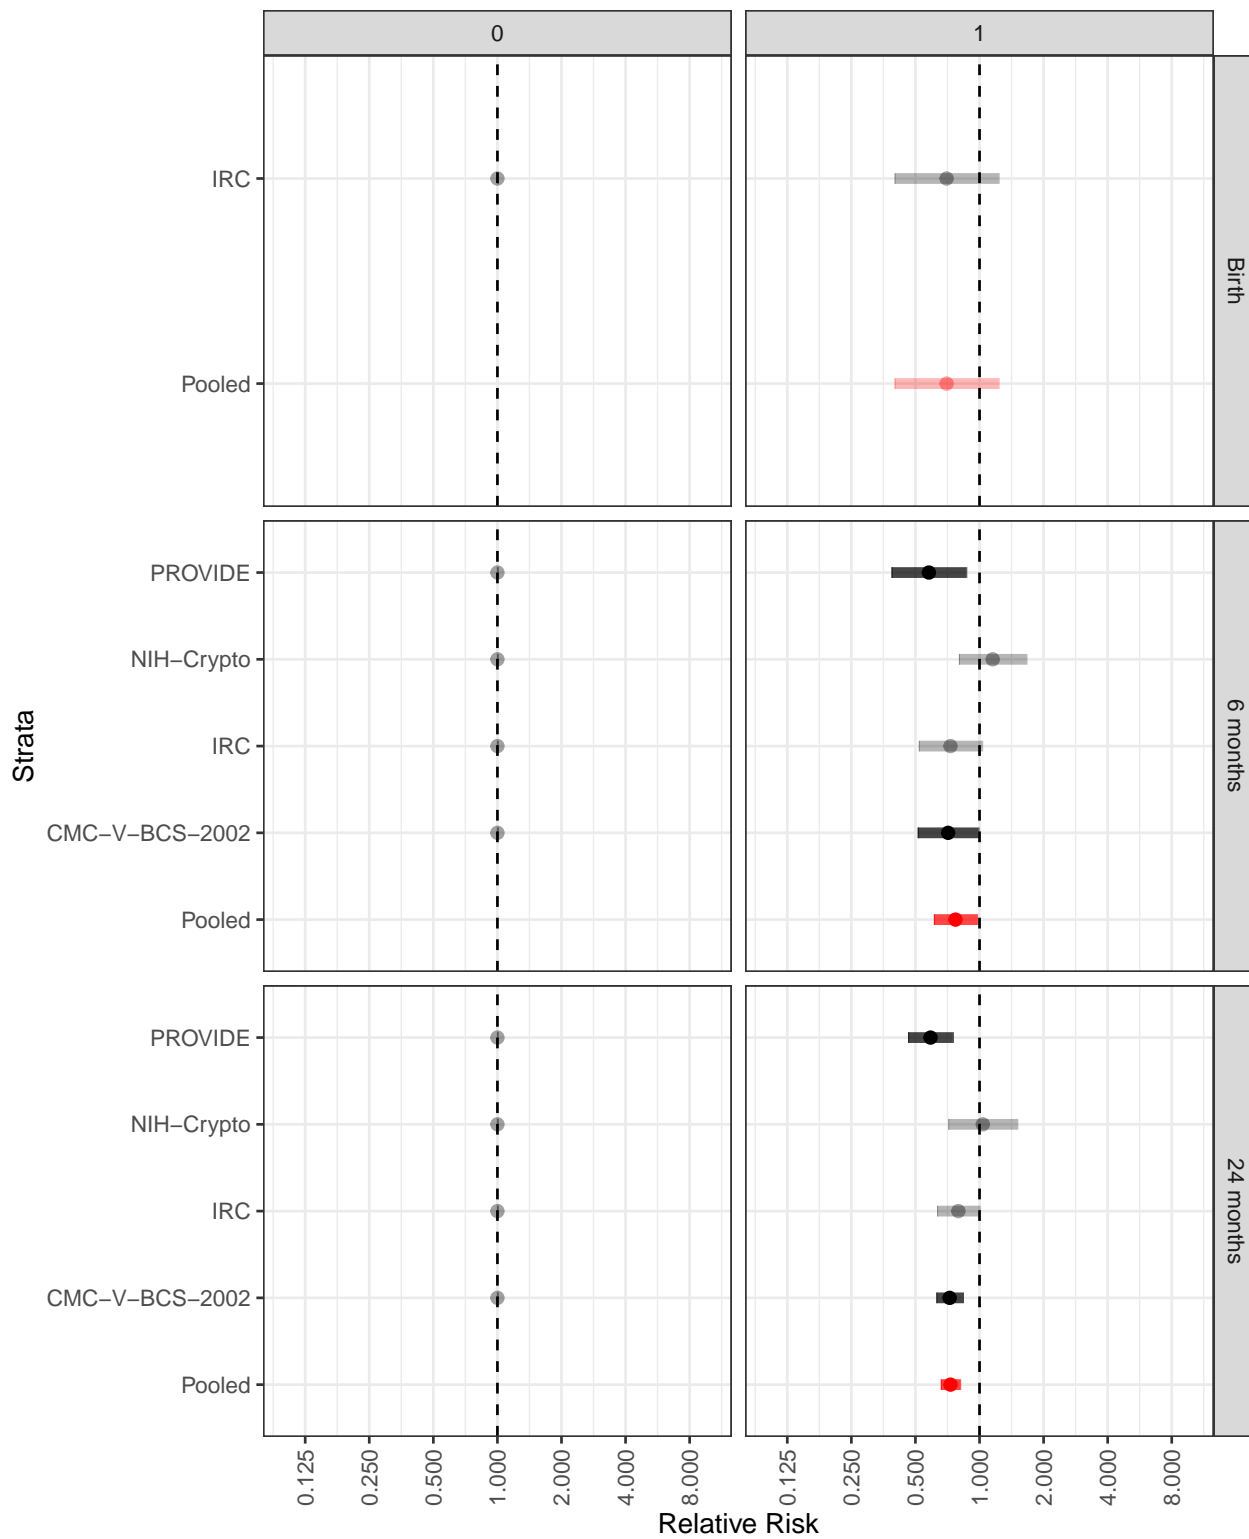 0
1
Birth
IRC
Pooled
6 months
PROVIDE
NIH−Crypto
IRC
CMC−V−BCS−2002
Pooled
24 months
PROVIDE
NIH−Crypto
IRC
CMC−V−BCS−2002
Pooled
Strata
0.125 0.250 0.500 1.000 2.000 4.000 8.000
0.125 0.250 0.500 1.000 2.000 4.000 8.000
Relative Risk